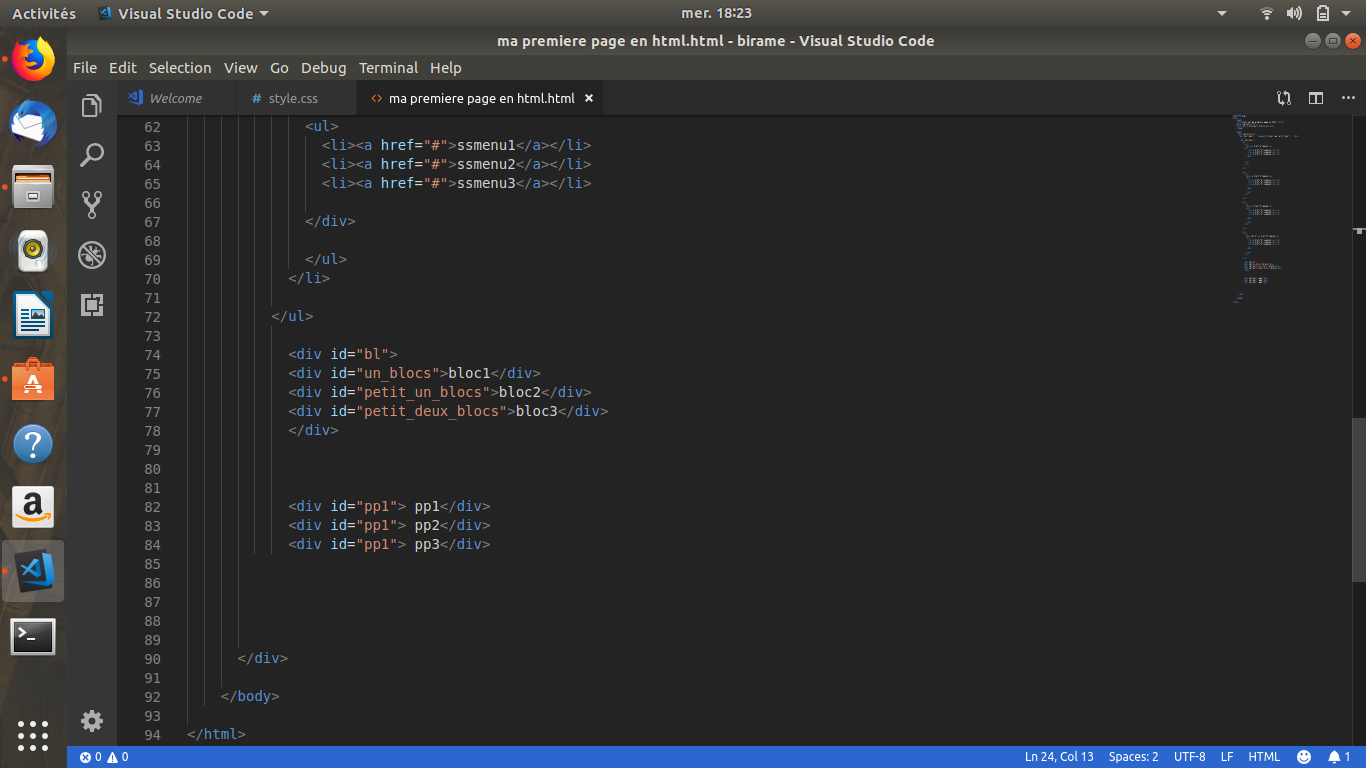 Activités Visual Studio Code mer. 18:23
ma premiere page en html.html - birame - Visual Studio Code
File Edit Selection View Go Debug Terminal Help
Welcome # style.css <> ma premiere page en html.html × ···
62 <ul>
63 <li><a href="#">ssmenu1</a></li>
64 <li><a href="#">ssmenu2</a></li>
65 <li><a href="#">ssmenu3</a></li>
66
67 </div>
68
69 </ul>
70 </li>
71
72 </ul>
73
74 <div id="bl">
75 <div id="un_blocs">bloc1</div>
76 <div id="petit_un_blocs">bloc2</div>
77 <div id="petit_deux_blocs">bloc3</div>
78 </div>
79
80
81
82 <div id="pp1"> pp1</div>
83 <div id="pp1"> pp2</div>
84 <div id="pp1"> pp3</div>
85
86
87
88
89
90 </div>
91
92 </body>
93
94 </html>
0 0 Ln 24, Col 13 Spaces: 2 UTF-8 LF HTML 1